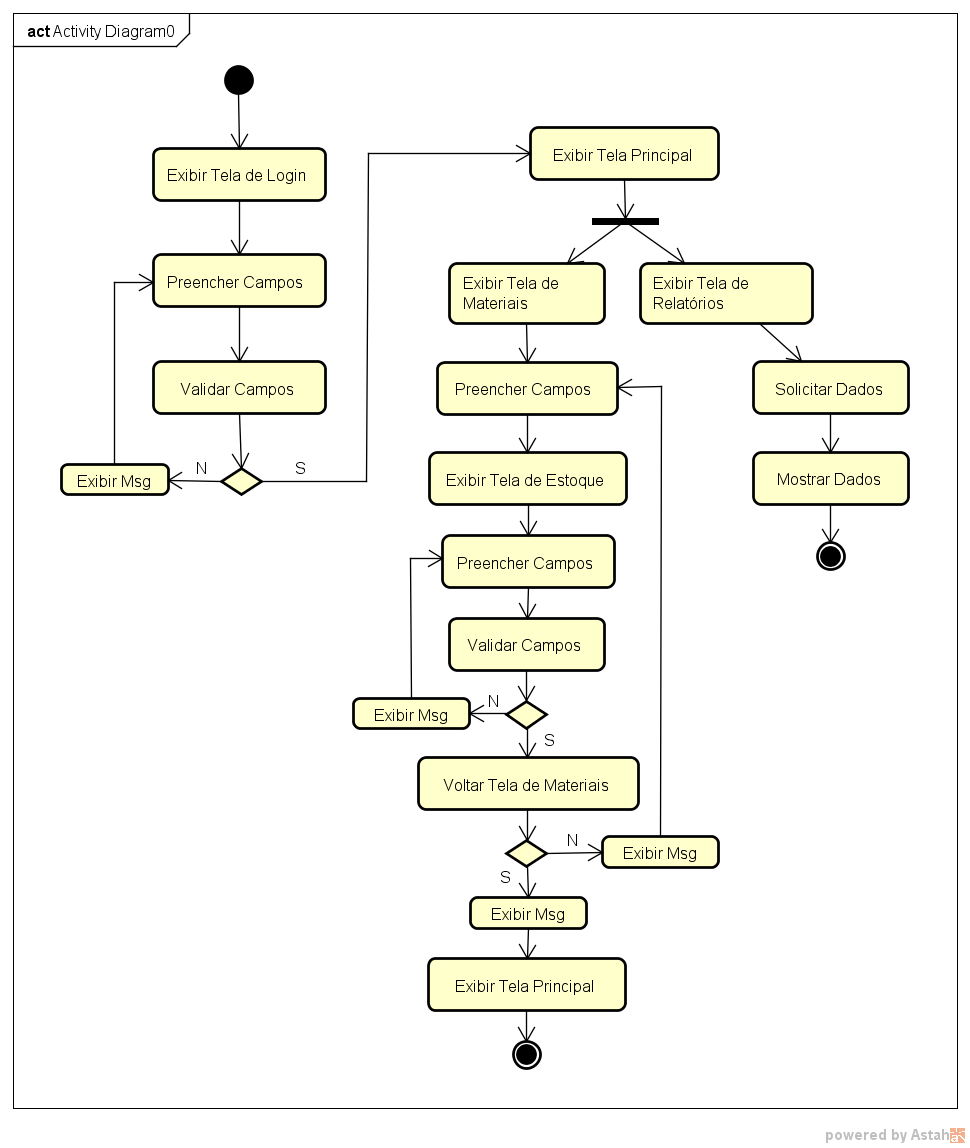 act Activity Diagram0
Exibir Tela de Login
Preencher Campos
Validar Campos
N
S
Exibir Msg
Exibir Tela Principal
Exibir Tela de
Materiais
Exibir Tela de
Relatórios
Preencher Campos
Solicitar Dados
Exibir Tela de Estoque
Mostrar Dados
Preencher Campos
Validar Campos
N
Exibir Msg
S
Voltar Tela de Materiais
N
Exibir Msg
S
Exibir Msg
Exibir Tela Principal
powered by Astah